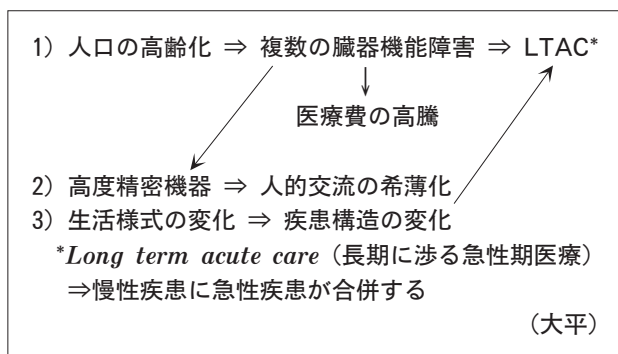 1）人口の高齢化 ⇒ 複数の臓器機能障害 ⇒ LTAC*
↓
医療費の高騰
2）高度精密機器 ⇒ 人的交流の希薄化
3）生活様式の変化 ⇒ 疾患構造の変化
*Long term acute care（長期に渉る急性期医療）
⇒慢性疾患に急性疾患が合併する
（大平）